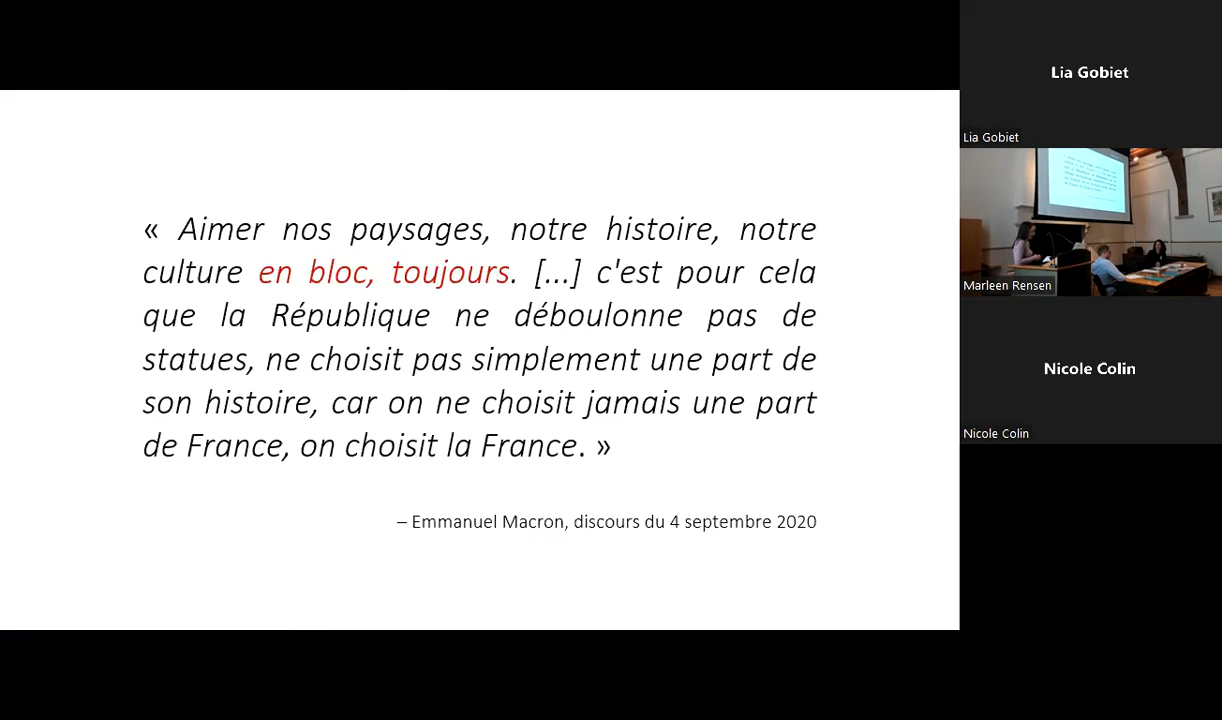 « Aimer nos paysages, notre histoire, notre
culture en bloc, toujours. [...] c'est pour cela
que la République ne déboulonne pas de
statues, ne choisit pas simplement une part de
son histoire, car on ne choisit jamais une part
de France, on choisit la France. »
– Emmanuel Macron, discours du 4 septembre 2020
Lia Gobiet
Lia Gobiet
Marleen Rensen
Nicole Colin
Nicole Colin